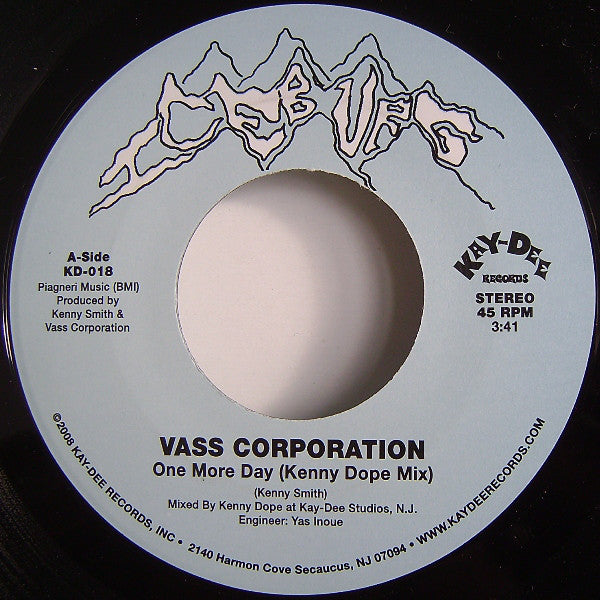 ICEBURG
A-Side
KD-018
Piagneri Music (BMI)
Produced by
Kenny Smith &
Vass Corporation
KAY-DEE
RECORDS
STEREO
45 RPM
3:41
VASS CORPORATION
One More Day (Kenny Dope Mix)
(Kenny Smith)
Mixed By Kenny Dope at Kay-Dee Studios, N.J.
Engineer: Yas Inoue
©2008 KAY-DEE RECORDS, INC • 2140 Harmon Cove Secaucus, NJ 07094 • WWW.KAYDEERECORDS.COM